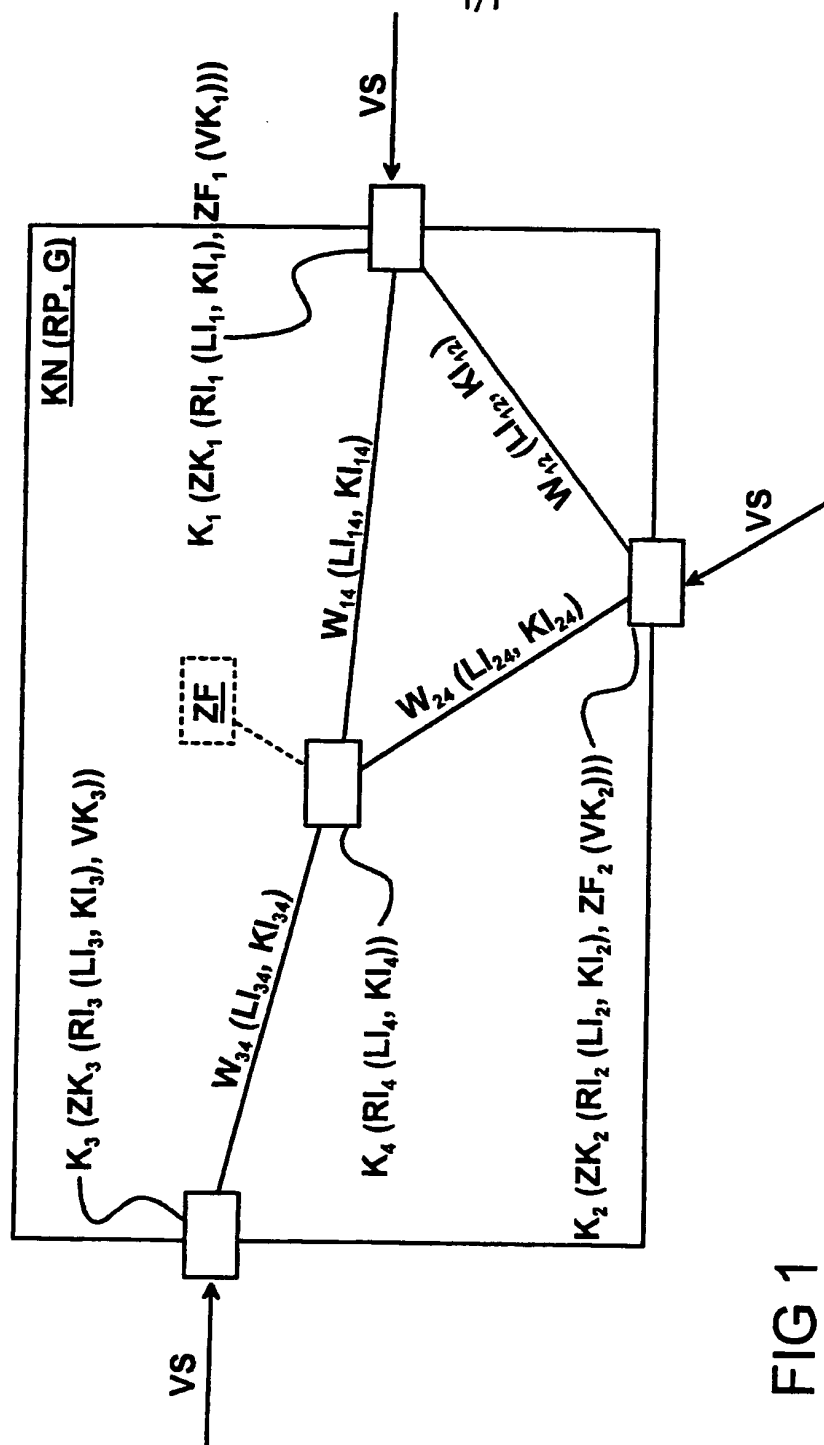 1/1
KN (RP, G)
K₁ (ZK₁ (RI₁ (LI₁, KI₁), ZF₁ (VK₁)))
VS
K₃ (ZK₃ (RI₃ (LI₃, KI₃), VK₃))
ZF
W₁₄ (LI₁₄, KI₁₄)
W₃₄ (LI₃₄, KI₃₄)
VS
W₁₂ (LI₁₂, KI₁₂)
W₂₄ (LI₂₄, KI₂₄)
K₄ (RI₄ (LI₄, KI₄))
K₂ (ZK₂ (RI₂ (LI₂, KI₂), ZF₂ (VK₂)))
VS
FIG 1